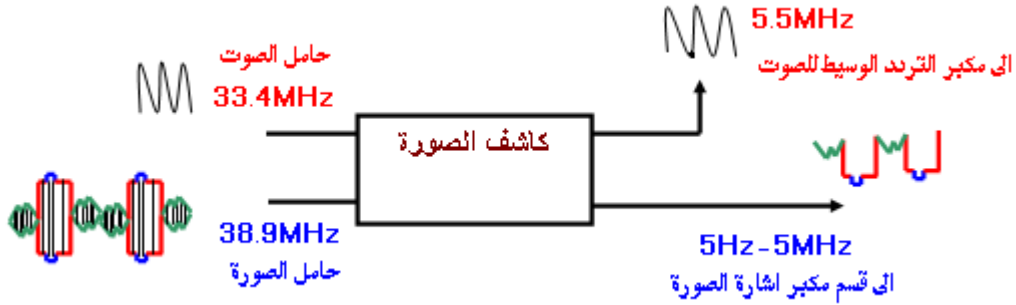 5.5MHz
الى مكبر التردد الوسيط للصوت
حامل الصوت
33.4MHz
كاشف الصورة
38.9MHz
حامل الصورة
5Hz-5MHz
الى قسم مكبر اشارة الصورة